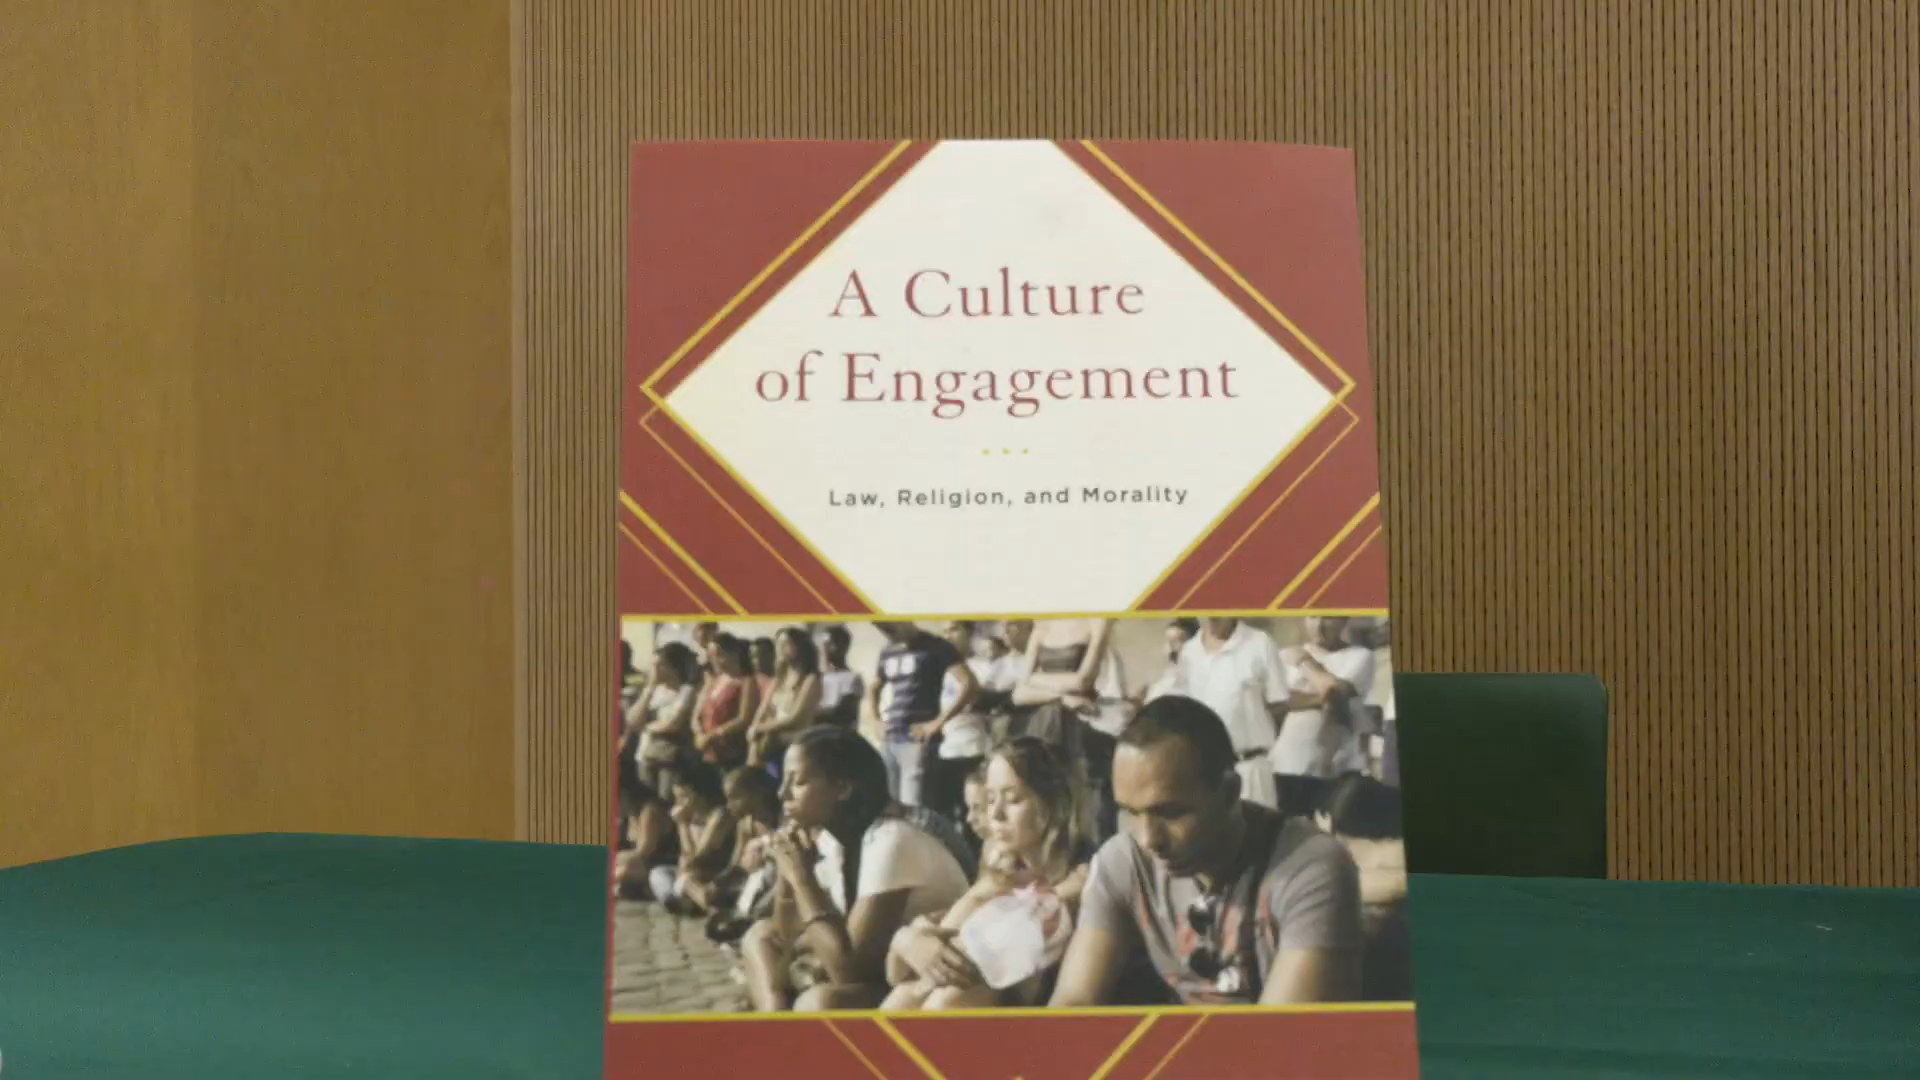 A Culture
of Engagement
Law, Religion, and Morality